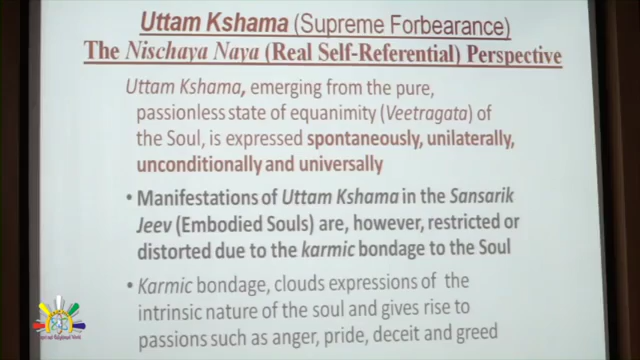 Uttam Kshama (Supreme Forbearance)
The Nischaya Naya (Real Self-Referential) Perspective
Uttam Kshama, emerging from the pure,
passionless state of equanimity (Veetragata) of
the Soul, is expressed spontaneously, unilaterally,
unconditionally and universally
• Manifestations of Uttam Kshama in the Sansarik
Jeev (Embodied Souls) are, however, restricted or
distorted due to the karmic bondage to the Soul
• Karmic bondage, clouds expressions of the
intrinsic nature of the soul and gives rise to
passions such as anger, pride, deceit and greed